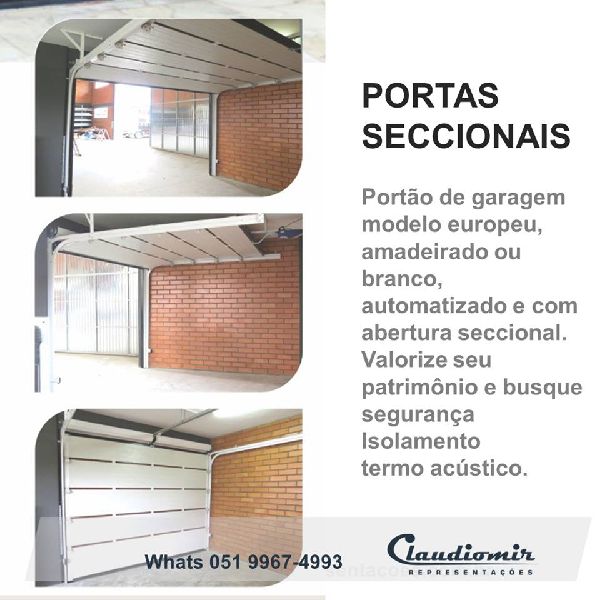 PORTAS
SECCIONAIS
Portão de garagem
modelo europeu,
amadeirado ou
branco,
automatizado e com
abertura seccional.
Valorize seu
patrimônio e busque
segurança
Isolamento
termo acústico.
Whats 051 9967-4993
Claudiomir
REPRESENTAÇÕES